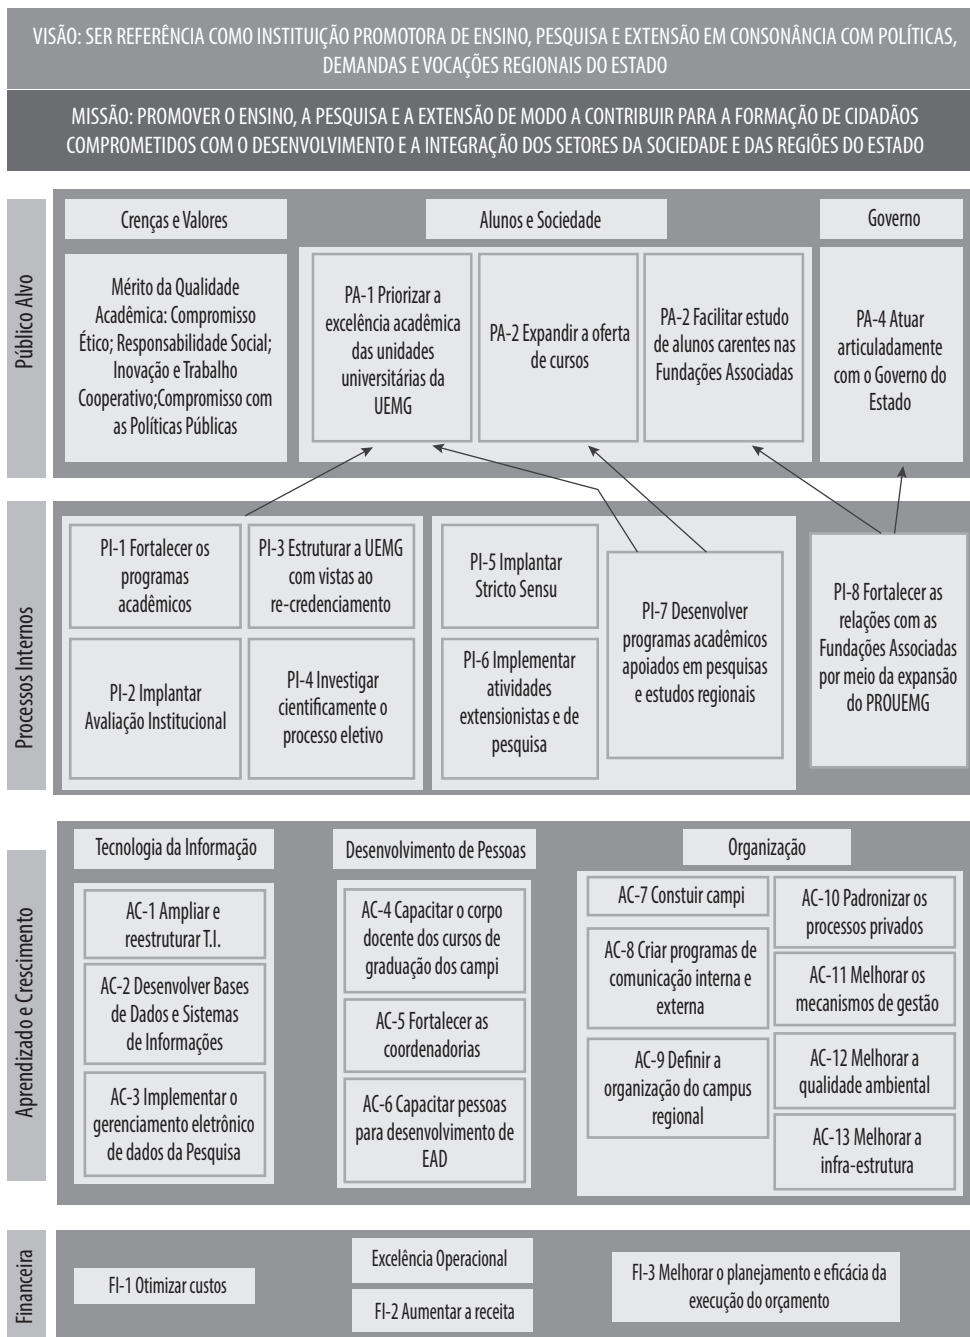 VISÃO: SER REFERÊNCIA COMO INSTITUIÇÃO PROMOTORA DE ENSINO, PESQUISA E EXTENSÃO EM CONSONÂNCIA COM POLÍTICAS,
DEMANDAS E VOCAÇÕES REGIONAIS DO ESTADO
MISSÃO: PROMOVER O ENSINO, A PESQUISA E A EXTENSÃO DE MODO A CONTRIBUIR PARA A FORMAÇÃO DE CIDADÃOS
COMPROMETIDOS COM O DESENVOLVIMENTO E A INTEGRAÇÃO DOS SETORES DA SOCIEDADE E DAS REGIÕES DO ESTADO
Público Alvo
Crenças e Valores
Mérito da Qualidade
Acadêmica: Compromisso
Ético; Responsabilidade Social;
Inovação e Trabalho
Cooperativo;Compromisso com
as Políticas Públicas
Alunos e Sociedade
PA-1 Priorizar a
excelência acadêmica
das unidades
universitárias da
UEMG
PA-2 Expandir a oferta
de cursos
PA-2 Facilitar estudo
de alunos carentes nas
Fundações Associadas
Governo
PA-4 Atuar
articuladamente
com o Governo do
Estado
Processos Internos
PI-1 Fortalecer os
programas
acadêmicos
PI-3 Estruturar a UEMG
com vistas ao
re-credenciamento
PI-2 Implantar
Avaliação Institucional
PI-4 Investigar
cientificamente o
processo eletivo
PI-5 Implantar
Stricto Sensu
PI-6 Implementar
atividades
extensionistas e de
pesquisa
PI-7 Desenvolver
programas acadêmicos
apoiados em pesquisas
e estudos regionais
PI-8 Fortalecer as
relações com as
Fundações Associadas
por meio da expansão
do PROUEMG
Aprendizado e Crescimento
Tecnologia da Informação
AC-1 Ampliar e
reestruturar T.I.
AC-2 Desenvolver Bases
de Dados e Sistemas
de Informações
AC-3 Implementar o
gerenciamento eletrônico
de dados da Pesquisa
Desenvolvimento de Pessoas
AC-4 Capacitar o corpo
docente dos cursos de
graduação dos campi
AC-5 Fortalecer as
coordenadorias
AC-6 Capacitar pessoas
para desenvolvimento de
EAD
Organização
AC-7 Constuir campi
AC-8 Criar programas de
comunicação interna e
externa
AC-9 Definir a
organização do campus
regional
AC-10 Padronizar os
processos privados
AC-11 Melhorar os
mecanismos de gestão
AC-12 Melhorar a
qualidade ambiental
AC-13 Melhorar a
infra-estrutura
Financeira
FI-1 Otimizar custos
Excelência Operacional
FI-2 Aumentar a receita
FI-3 Melhorar o planejamento e eficácia da
execução do orçamento